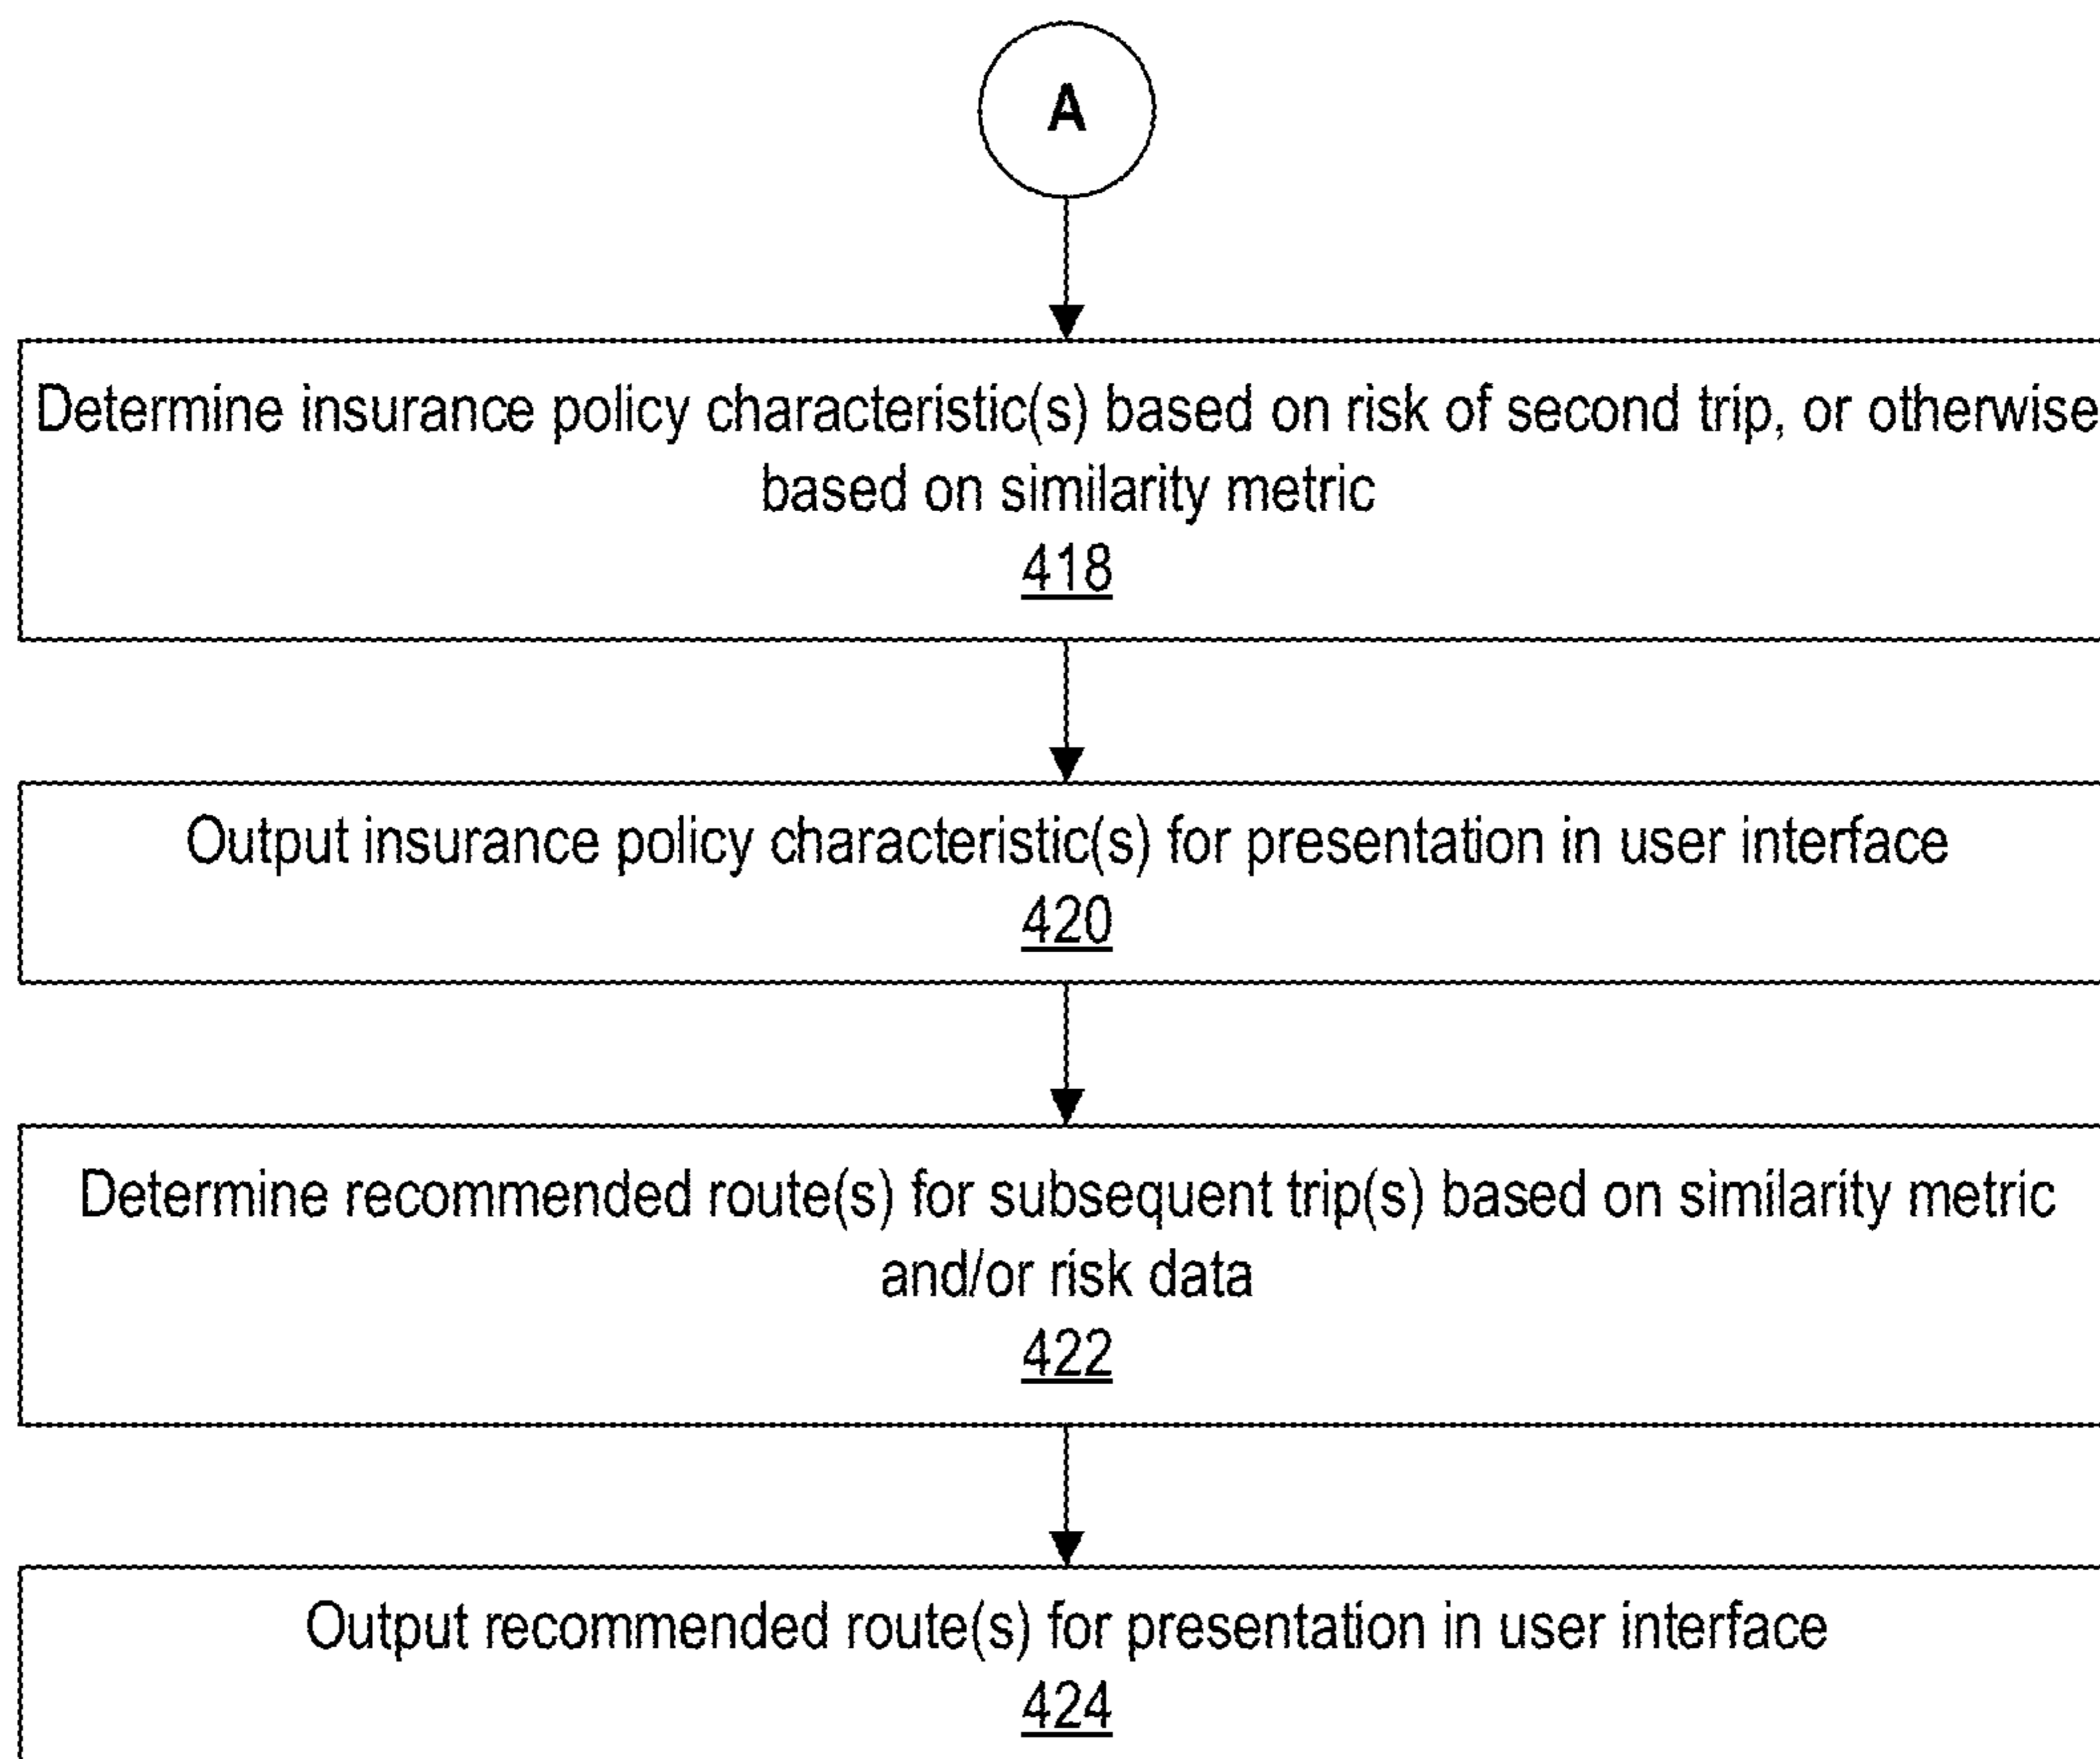 A
Determine insurance policy characteristic(s) based on risk of second trip, or otherwise
based on similarity metric
418
Output insurance policy characteristic(s) for presentation in user interface
420
Determine recommended route(s) for subsequent trip(s) based on similarity metric
and/or risk data
422
Output recommended route(s) for presentation in user interface
424